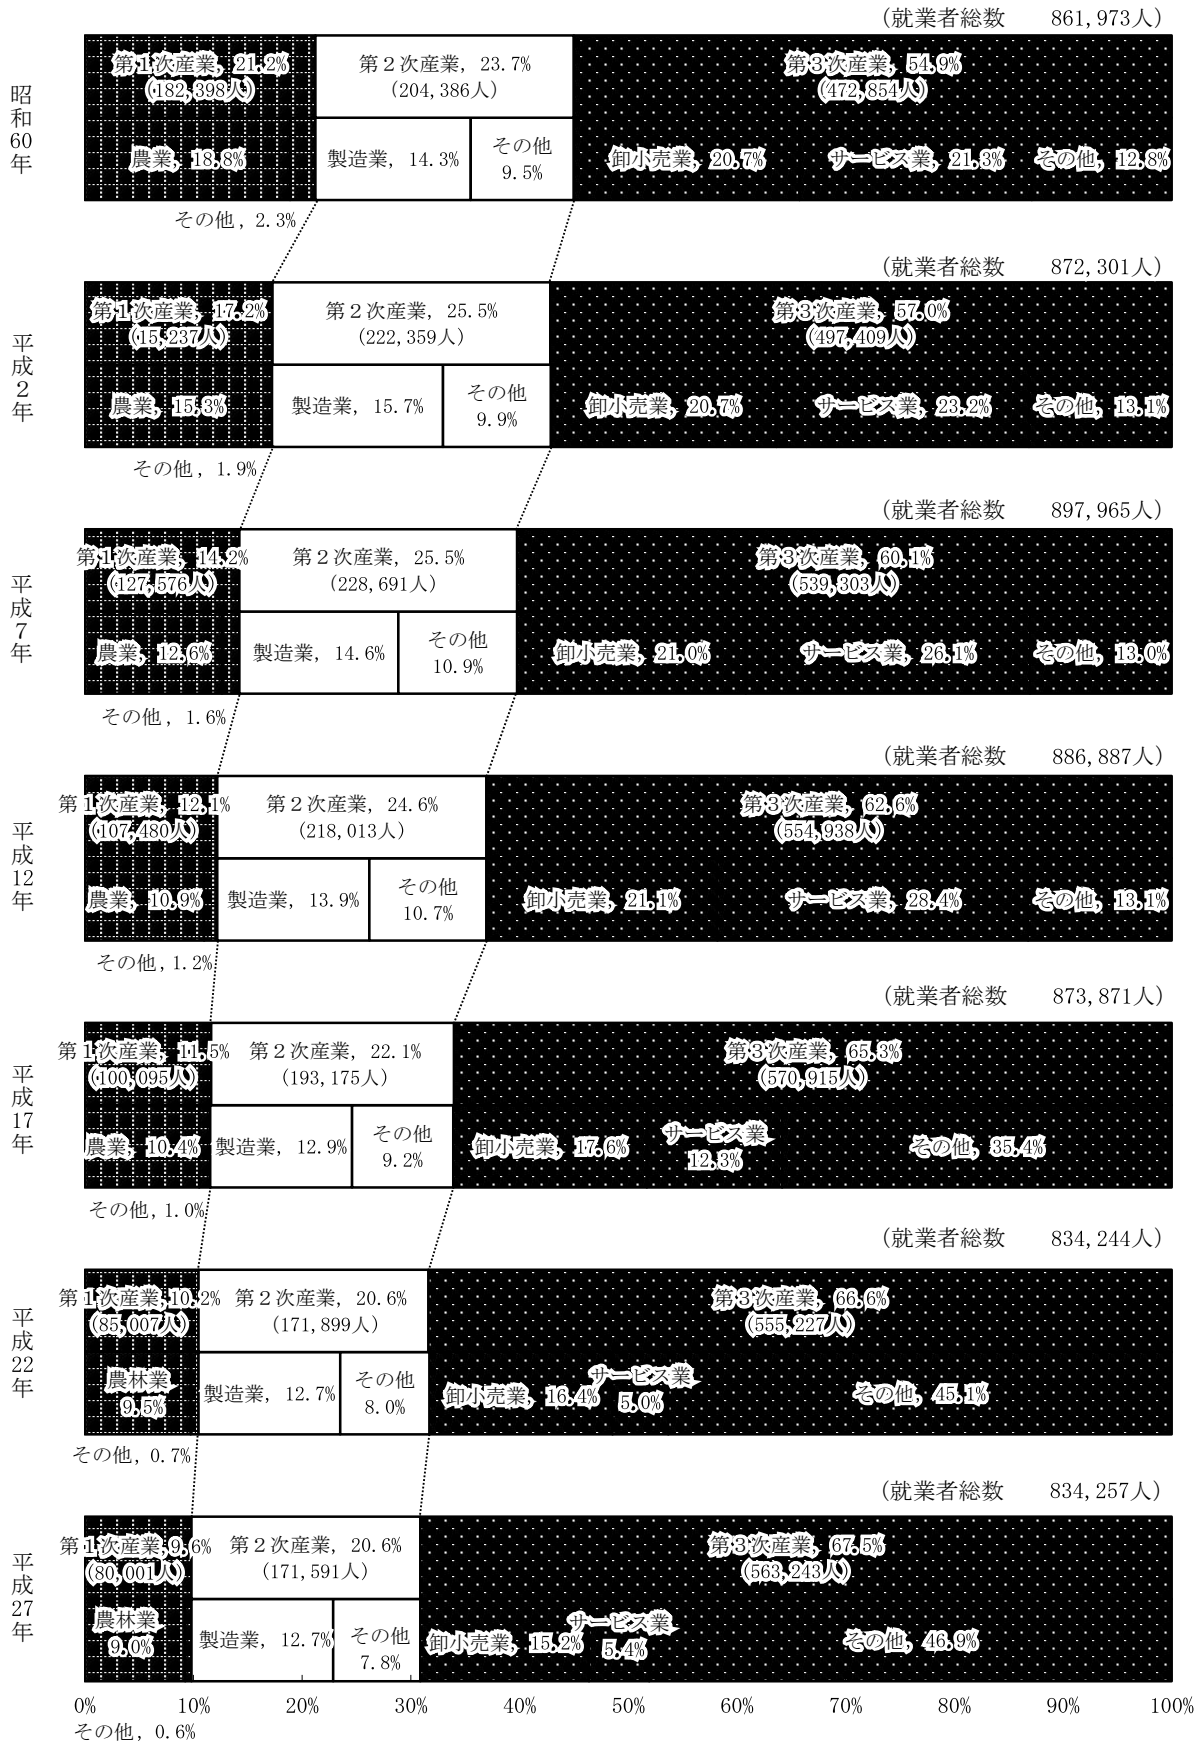 (就業者総数 861,973人)
昭和60年
第1次産業, 21.2%
(182,398人)
第2次産業, 23.7%
(204,386人)
第3次産業, 54.9%
(472,854人)
農業, 18.8%
製造業, 14.3%
その他
9.5%
卸小売業, 20.7%
サービス業, 21.3%
その他, 12.8%
その他, 2.3%
(就業者総数 872,301人)
平成2年
第1次産業, 17.2%
(15,237人)
第2次産業, 25.5%
(222,359人)
第3次産業, 57.0%
(497,409人)
農業, 15.3%
製造業, 15.7%
その他
9.9%
卸小売業, 20.7%
サービス業, 23.2%
その他, 13.1%
その他, 1.9%
(就業者総数 897,965人)
平成7年
第1次産業, 14.2%
(127,576人)
第2次産業, 25.5%
(228,691人)
第3次産業, 60.1%
(539,303人)
農業, 12.6%
製造業, 14.6%
その他
10.9%
卸小売業, 21.0%
サービス業, 26.1%
その他, 13.0%
その他, 1.6%
(就業者総数 886,887人)
平成12年
第1次産業, 12.1%
(107,480人)
第2次産業, 24.6%
(218,013人)
第3次産業, 62.6%
(554,938人)
農業, 10.9%
製造業, 13.9%
その他
10.7%
卸小売業, 21.1%
サービス業, 28.4%
その他, 13.1%
その他, 1.2%
(就業者総数 873,871人)
平成17年
第1次産業, 11.5%
(100,095人)
第2次産業, 22.1%
(193,175人)
第3次産業, 65.3%
(570,915人)
農業, 10.4%
製造業, 12.9%
その他
9.2%
卸小売業, 17.6%
サービス業
12.3%
その他, 35.4%
その他, 1.0%
(就業者総数 834,244人)
平成22年
第1次産業, 10.2%
(85,007人)
第2次産業, 20.6%
(171,899人)
第3次産業, 66.6%
(555,227人)
農林業
9.5%
製造業, 12.7%
その他
8.0%
卸小売業, 16.4%
サービス業
5.0%
その他, 45.1%
その他, 0.7%
(就業者総数 834,257人)
平成27年
第1次産業, 9.6%
(80,001人)
第2次産業, 20.6%
(171,591人)
第3次産業, 67.5%
(563,243人)
農林業
9.0%
製造業, 12.7%
その他
7.8%
卸小売業, 15.2%
サービス業
5.4%
その他, 46.9%
0% 10% 20% 30% 40% 50% 60% 70% 80% 90% 100%
その他, 0.6%